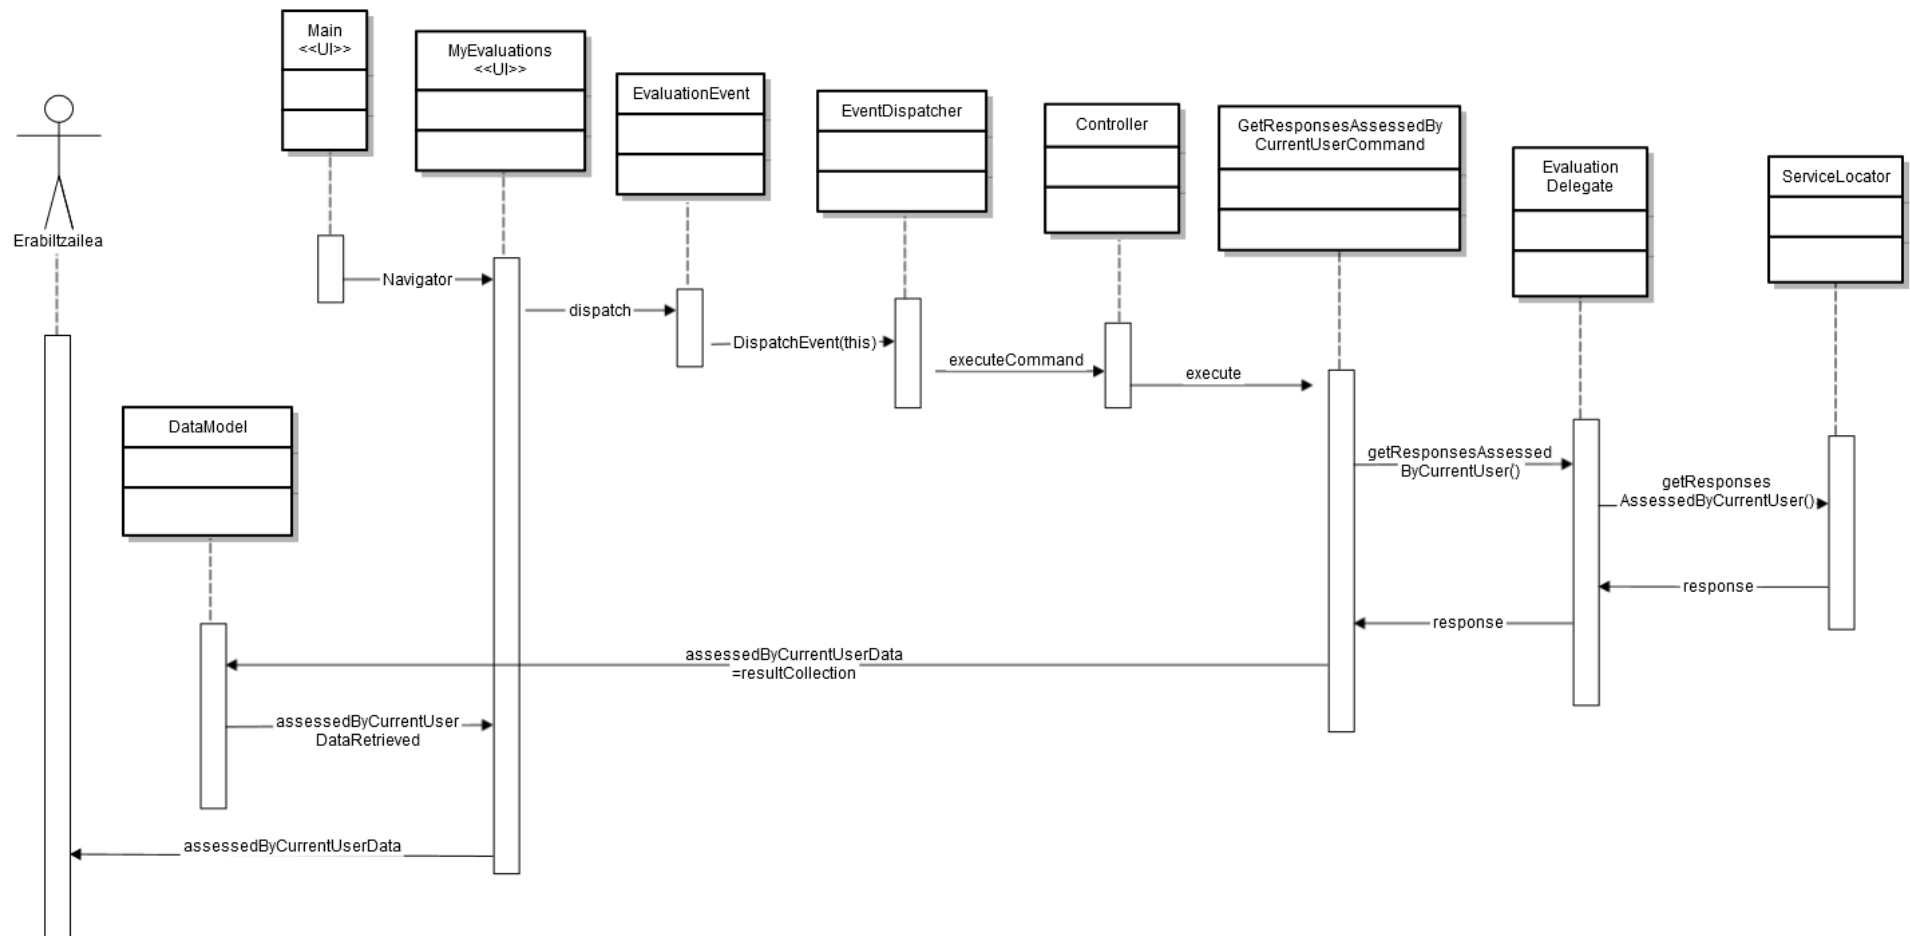 Main
<<UI>>
MyEvaluations
<<UI>>
EvaluationEvent
EventDispatcher
Controller
GetResponsesAssessedBy
CurrentUserCommand
Evaluation
Delegate
ServiceLocator
Erabiltzailea
Navigator
dispatch
DispatchEvent(this)
executeCommand
execute
DataModel
getResponsesAssessed
ByCurrentUser()
getResponses
AssessedByCurrentUser()
response
response
assessedByCurrentUserData
=resultCollection
assessedByCurrentUser
DataRetrieved
assessedByCurrentUserData